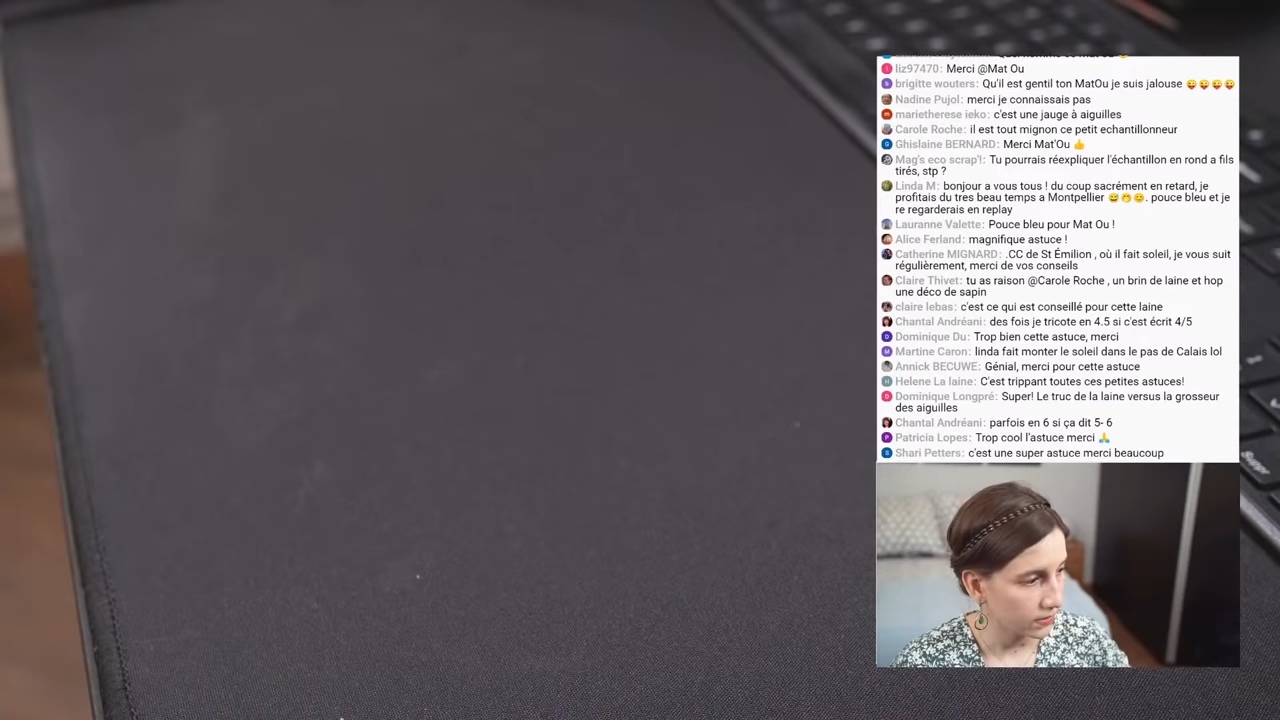 liz97470: Merci @Mat Ou
brigitte wouters: Qu'il est gentil ton MatOu je suis jalouse 😜😜😜😜
Nadine Pujol: merci je connaissais pas
marietherese ieko: c'est une jauge à aiguilles
Carole Roche: il est tout mignon ce petit echantillonneur
Ghislaine BERNARD: Merci Mat'Ou 👍
Mag's eco scrap'!: Tu pourrais réexpliquer l'échantillon en rond a fils
tirés, stp ?
Linda M: bonjour a vous tous ! du coup sacrément en retard, je
profitais du tres beau temps a Montpellier 😅🤭😊. pouce bleu et je
re regarderais en replay
Lauranne Valette: Pouce bleu pour Mat Ou !
Alice Ferland: magnifique astuce !
Catherine MIGNARD: .CC de St Émilion , où il fait soleil, je vous suit
régulièrement, merci de vos conseils
Claire Thivet: tu as raison @Carole Roche , un brin de laine et hop
une déco de sapin
claire lebas: c'est ce qui est conseillé pour cette laine
Chantal Andréani: des fois je tricote en 4.5 si c'est écrit 4/5
Dominique Du: Trop bien cette astuce, merci
Martine Caron: linda fait monter le soleil dans le pas de Calais lol
Annick BECUWE: Génial, merci pour cette astuce
Helene La laine: C'est trippant toutes ces petites astuces!
Dominique Longpré: Super! Le truc de la laine versus la grosseur
des aiguilles
Chantal Andréani: parfois en 6 si ça dit 5- 6
Patricia Lopes: Trop cool l'astuce merci 🙏
Shari Petters: c'est une super astuce merci beaucoup